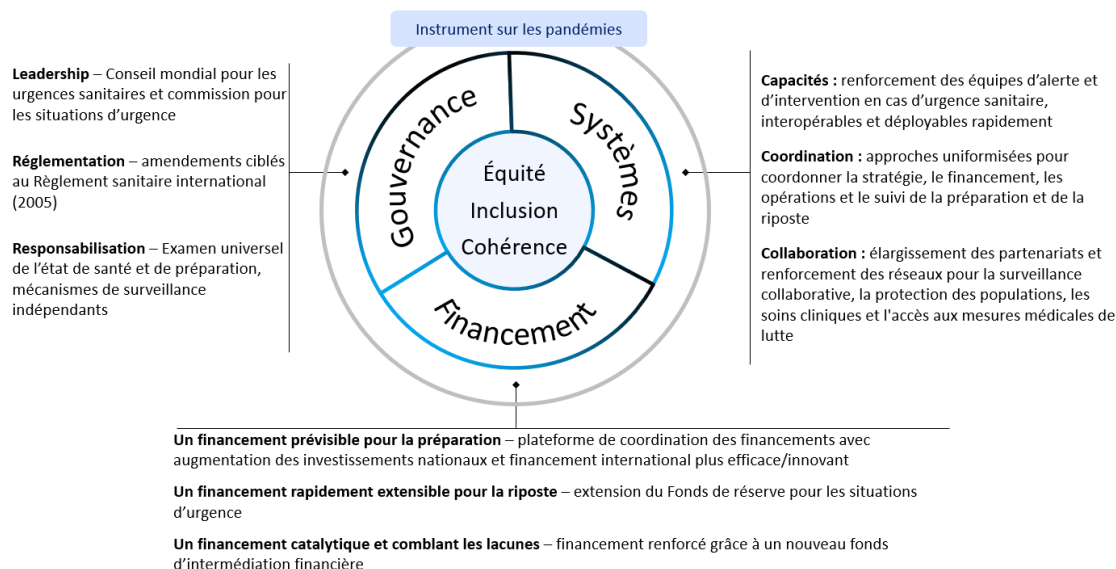 Instrument sur les pandémies
Leadership – Conseil mondial pour les
urgences sanitaires et commission pour
les situations d'urgence
Réglementation – amendements ciblés
au Règlement sanitaire international
(2005)
Responsabilisation – Examen universel
de l'état de santé et de préparation,
mécanismes de surveillance
indépendants
Gouvernance
Systèmes
Financement
Équité
Inclusion
Cohérence
Capacités : renforcement des équipes d'alerte et
d'intervention en cas d'urgence sanitaire,
interopérables et déployables rapidement
Coordination : approches uniformisées pour
coordonner la stratégie, le financement, les
opérations et le suivi de la préparation et de la
riposte
Collaboration : élargissement des partenariats et
renforcement des réseaux pour la surveillance
collaborative, la protection des populations, les
soins cliniques et l'accès aux mesures médicales de
lutte
Un financement prévisible pour la préparation – plateforme de coordination des financements avec
augmentation des investissements nationaux et financement international plus efficace/innovant
Un financement rapidement extensible pour la riposte – extension du Fonds de réserve pour les situations
d'urgence
Un financement catalytique et comblant les lacunes – financement renforcé grâce à un nouveau fonds
d'intermédiation financière